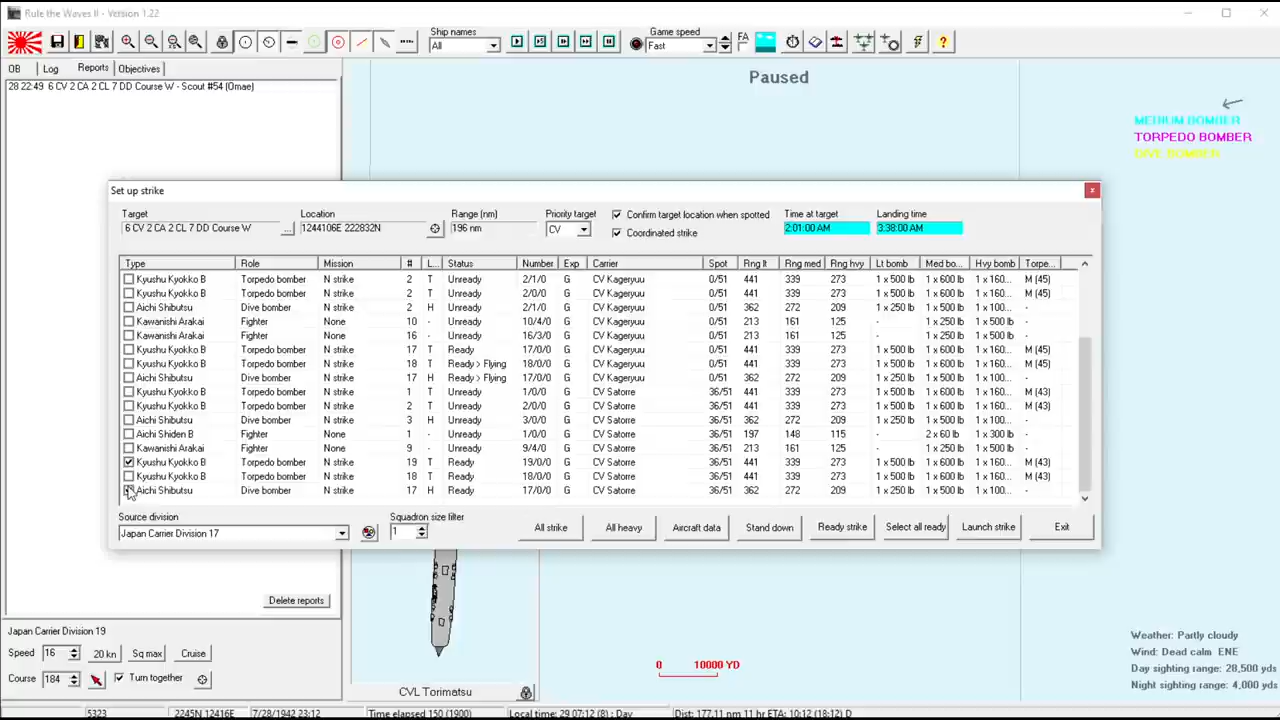 Rule the Waves II - Version 1.22
Ship names
All
Game speed
Fast
FA
OB Log Reports Objectives
28 22:49 6 CV 2 CA 2 CL 7 DD Course W - Scout #54 (Omae)
Paused
MEDIUM BOMBER
TORPEDO BOMBER
DIVE BOMBER
Set up strike
Target Location Range (nm) Priority target Confirm target location when spotted Time at target Landing time
6 CV 2 CA 2 CL 7 DD Course W ... 1244106E 222832N 196 nm CV Coordinated strike 2:01:00 AM 3:38:00 AM
Type Role Mission # L... Status Number Exp Carrier Spot Rng lt Rng med Rng hvy Lt bomb Med bo... Hvy bomb Torpe...
Kyushu Kyokko B Torpedo bomber N strike 2 T Unready 2/1/0 G CV Kageryuu 0/51 441 339 273 1 x 500 lb 1 x 600 lb 1 x 160... M (45)
Kyushu Kyokko B Torpedo bomber N strike 2 T Unready 2/0/0 G CV Kageryuu 0/51 441 339 273 1 x 500 lb 1 x 600 lb 1 x 160... M (45)
Aichi Shibutsu Dive bomber N strike 2 H Unready 2/1/0 G CV Kageryuu 0/51 362 272 209 1 x 250 lb 1 x 500 lb 1 x 100... -
Kawanishi Arakai Fighter None 10 - Unready 10/4/0 G CV Kageryuu 0/51 213 161 125 - 1 x 250 lb 1 x 500 lb
Kawanishi Arakai Fighter None 16 - Unready 16/3/0 G CV Kageryuu 0/51 213 161 125 - 1 x 250 lb 1 x 500 lb
Kyushu Kyokko B Torpedo bomber N strike 17 T Ready 17/0/0 G CV Kageryuu 0/51 441 339 273 1 x 500 lb 1 x 600 lb 1 x 160... M (45)
Kyushu Kyokko B Torpedo bomber N strike 18 T Ready > Flying 18/0/0 G CV Kageryuu 0/51 441 339 273 1 x 500 lb 1 x 600 lb 1 x 160... M (45)
Aichi Shibutsu Dive bomber N strike 17 H Ready > Flying 17/0/0 G CV Kageryuu 0/51 362 272 209 1 x 250 lb 1 x 500 lb 1 x 100... -
Kyushu Kyokko B Torpedo bomber N strike 1 T Unready 1/0/0 G CV Satorre 36/51 441 339 273 1 x 500 lb 1 x 600 lb 1 x 160... M (43)
Kyushu Kyokko B Torpedo bomber N strike 2 T Unready 2/0/0 G CV Satorre 36/51 441 339 273 1 x 500 lb 1 x 600 lb 1 x 160... M (43)
Aichi Shibutsu Dive bomber N strike 3 H Unready 3/0/0 G CV Satorre 36/51 362 272 209 1 x 250 lb 1 x 500 lb 1 x 100... -
Aichi Shiden B Fighter None 1 - Unready 1/0/0 G CV Satorre 36/51 197 148 115 - 2 x 60 lb 1 x 300 lb
Kawanishi Arakai Fighter None 9 - Unready 9/4/0 G CV Satorre 36/51 213 161 125 - 1 x 250 lb 1 x 500 lb
Kyushu Kyokko B Torpedo bomber N strike 19 T Ready 19/0/0 G CV Satorre 36/51 441 339 273 1 x 500 lb 1 x 600 lb 1 x 160... M (43)
Kyushu Kyokko B Torpedo bomber N strike 18 T Ready 18/0/0 G CV Satorre 36/51 441 339 273 1 x 500 lb 1 x 600 lb 1 x 160... M (43)
Aichi Shibutsu Dive bomber N strike 17 H Ready 17/0/0 G CV Satorre 36/51 362 272 209 1 x 250 lb 1 x 500 lb 1 x 100... -
Source division Squadron size filter
Japan Carrier Division 17 1 All strike All heavy Aircraft data Stand down Ready strike Select all ready Launch strike Exit
Delete reports
Japan Carrier Division 19
Speed 16 20 kn Sq max Cruise
Course 184 Turn together
CVL Torimatsu
0 10000 YD
Weather: Partly cloudy
Wind: Dead calm ENE
Day sighting range: 28,500 yds
Night sighting range: 4,000 yds
5323 2245N 12416E 7/28/1942 23:12 Time elapsed 150 (1900) Local time: 29 07:12 (8) : Day Dist: 177.11 nm 11 hr ETA: 10:12 (18:12) D